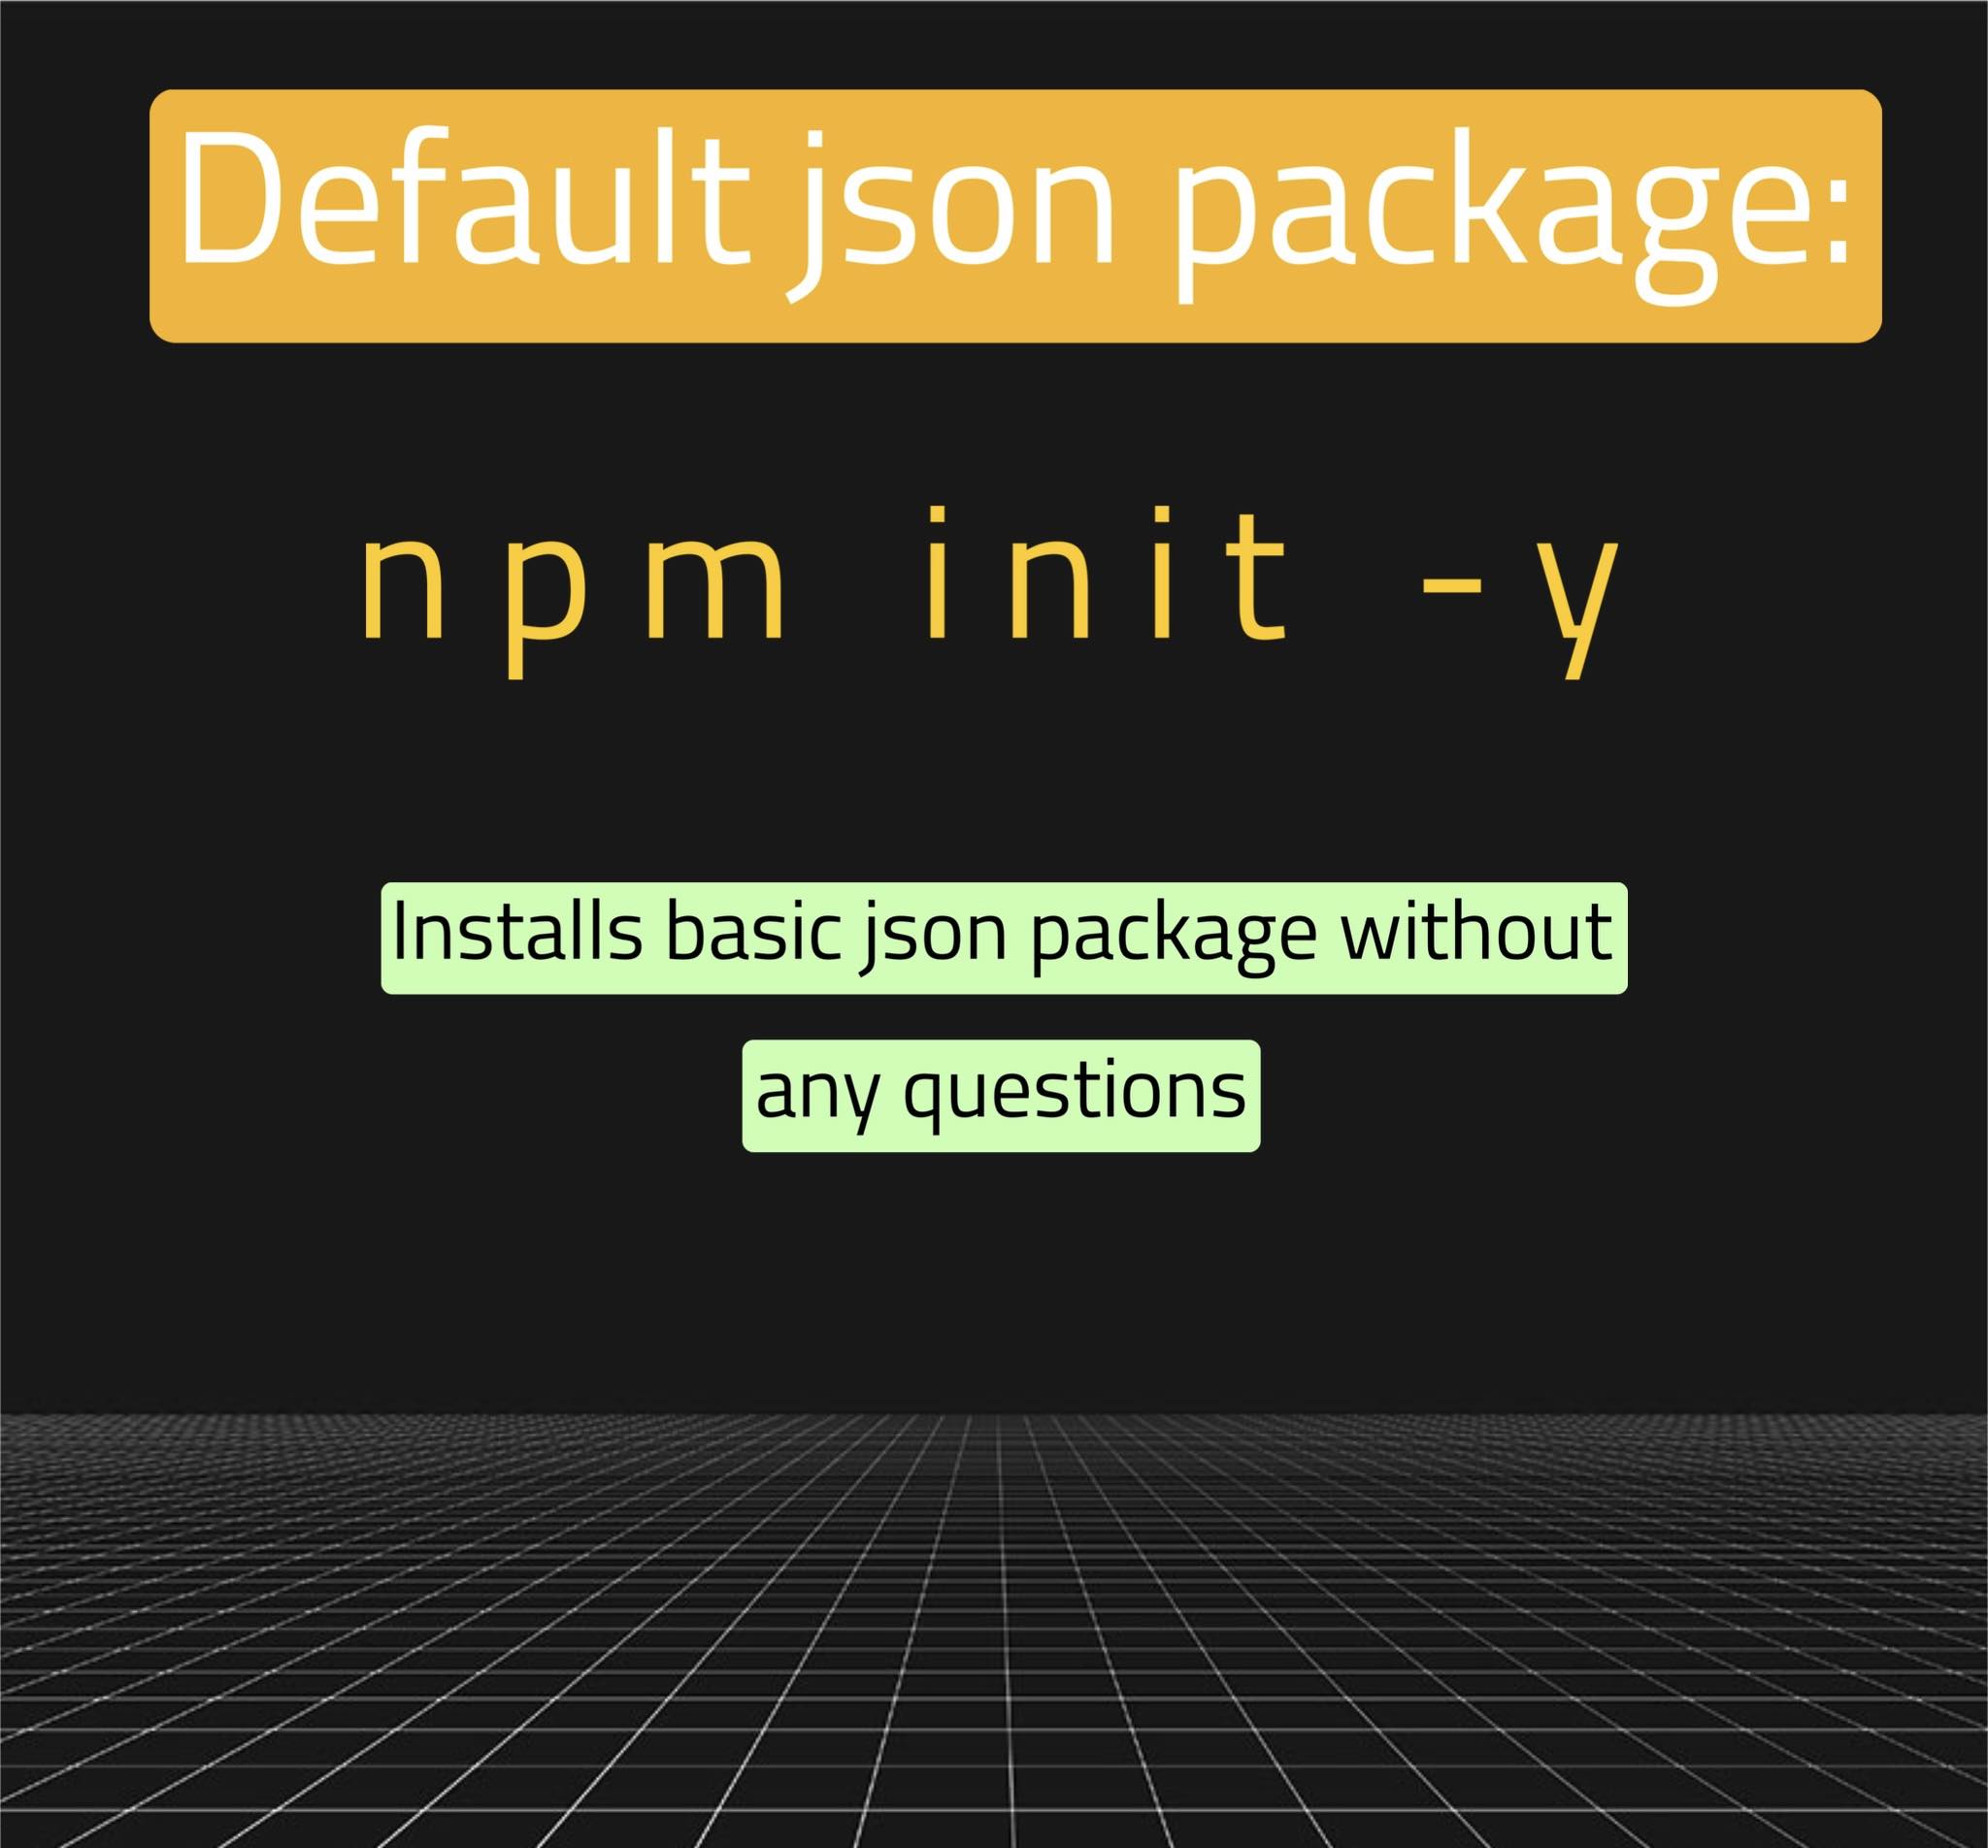 Default json package:
npm init -y
Installs basic json package without
any questions